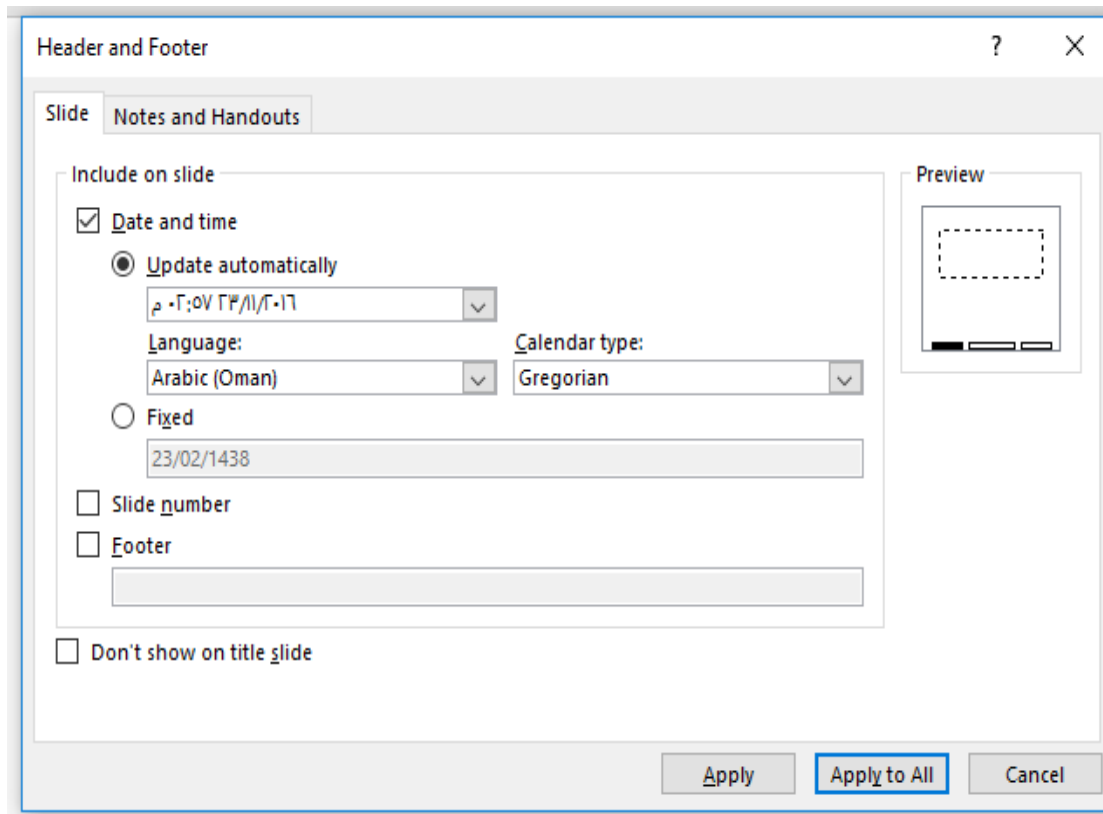 Header and Footer
Slide
Notes and Handouts
Include on slide
Preview
Date and time
Update automatically
٢٣/١١/٢٠١٦ ٠٢:٥٧ م
Language:
Calendar type:
Arabic (Oman)
Gregorian
Fixed
23/02/1438
Slide number
Footer
Don't show on title slide
Apply
Apply to All
Cancel